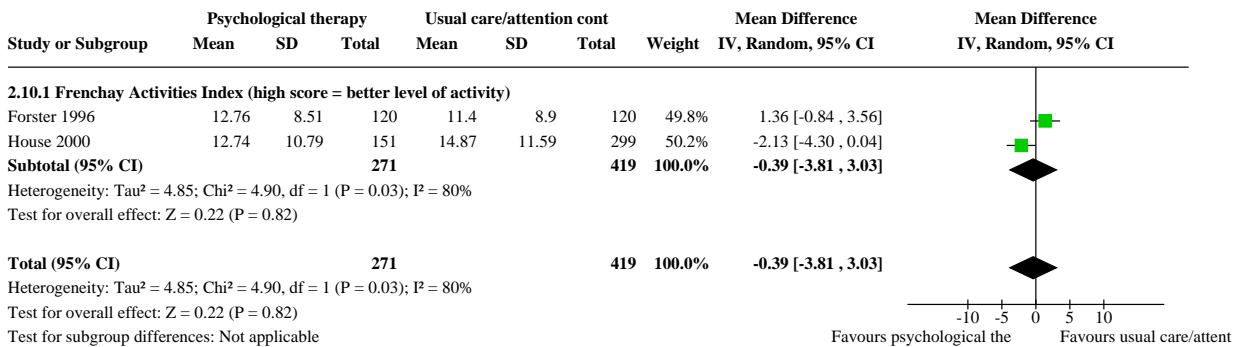 Psychological therapy Usual care/attention cont Mean Difference Mean Difference
Study or Subgroup Mean SD Total Mean SD Total Weight IV, Random, 95% CI IV, Random, 95% CI
2.10.1 Frenchay Activities Index (high score = better level of activity)
Forster 1996 12.76 8.51 120 11.4 8.9 120 49.8% 1.36 [-0.84 , 3.56]
House 2000 12.74 10.79 151 14.87 11.59 299 50.2% -2.13 [-4.30 , 0.04]
Subtotal (95% CI) 271 419 100.0% -0.39 [-3.81 , 3.03]
Heterogeneity: Tau² = 4.85; Chi² = 4.90, df = 1 (P = 0.03); I² = 80%
Test for overall effect: Z = 0.22 (P = 0.82)
Total (95% CI) 271 419 100.0% -0.39 [-3.81 , 3.03]
Heterogeneity: Tau² = 4.85; Chi² = 4.90, df = 1 (P = 0.03); I² = 80%
Test for overall effect: Z = 0.22 (P = 0.82) -10 -5 0 5 10
Test for subgroup differences: Not applicable Favours psychological the Favours usual care/attent